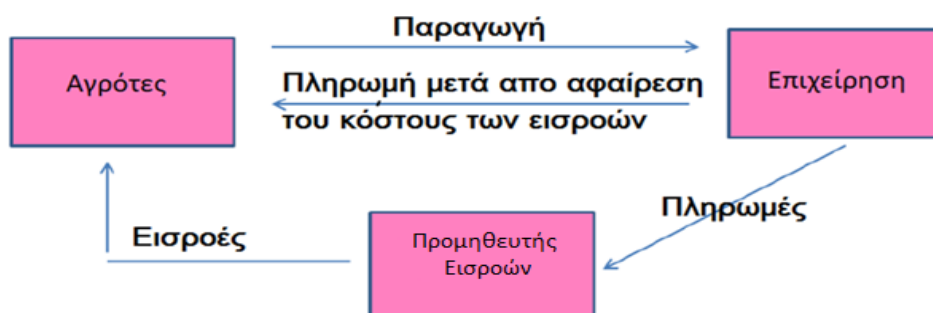 Παραγωγή
Αγρότες
Πληρωμή μετά απο αφαίρεση
του κόστους των εισροών
Επιχείρηση
Πληρωμές
Εισροές
Προμηθευτής
Εισροών